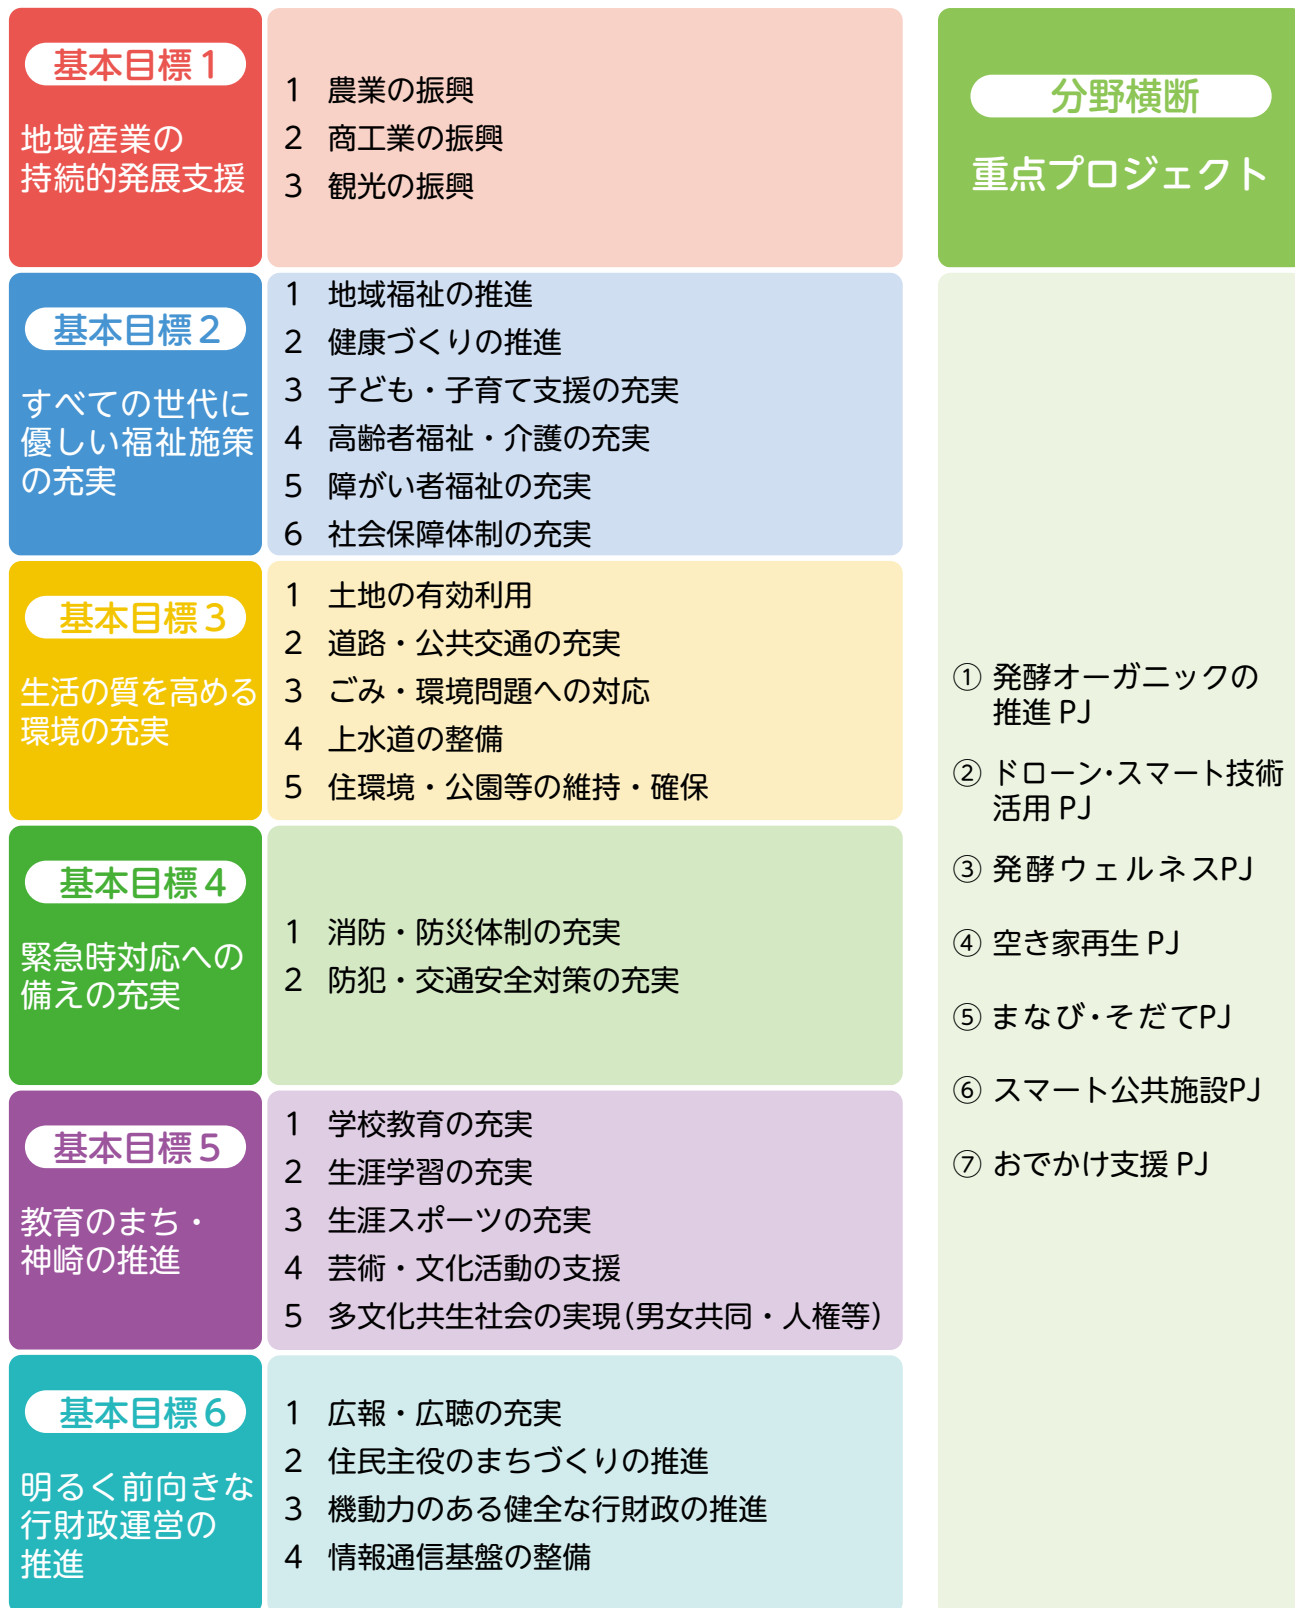 基本目標1
地域産業の
持続的発展支援
1 農業の振興
2 商工業の振興
3 観光の振興
基本目標2
すべての世代に
優しい福祉施策
の充実
1 地域福祉の推進
2 健康づくりの推進
3 子ども・子育て支援の充実
4 高齢者福祉・介護の充実
5 障がい者福祉の充実
6 社会保障体制の充実
基本目標3
生活の質を高める
環境の充実
1 土地の有効利用
2 道路・公共交通の充実
3 ごみ・環境問題への対応
4 上水道の整備
5 住環境・公園等の維持・確保
基本目標4
緊急時対応への
備えの充実
1 消防・防災体制の充実
2 防犯・交通安全対策の充実
基本目標5
教育のまち・
神崎の推進
1 学校教育の充実
2 生涯学習の充実
3 生涯スポーツの充実
4 芸術・文化活動の支援
5 多文化共生社会の実現(男女共同・人権等)
基本目標6
明るく前向きな
行財政運営の
推進
1 広報・広聴の充実
2 住民主役のまちづくりの推進
3 機動力のある健全な行財政の推進
4 情報通信基盤の整備
分野横断
重点プロジェクト
① 発酵オーガニックの
推進 PJ
② ドローン・スマート技術
活用 PJ
③ 発酵ウェルネスPJ
④ 空き家再生 PJ
⑤ まなび・そだてPJ
⑥ スマート公共施設PJ
⑦ おでかけ支援 PJ